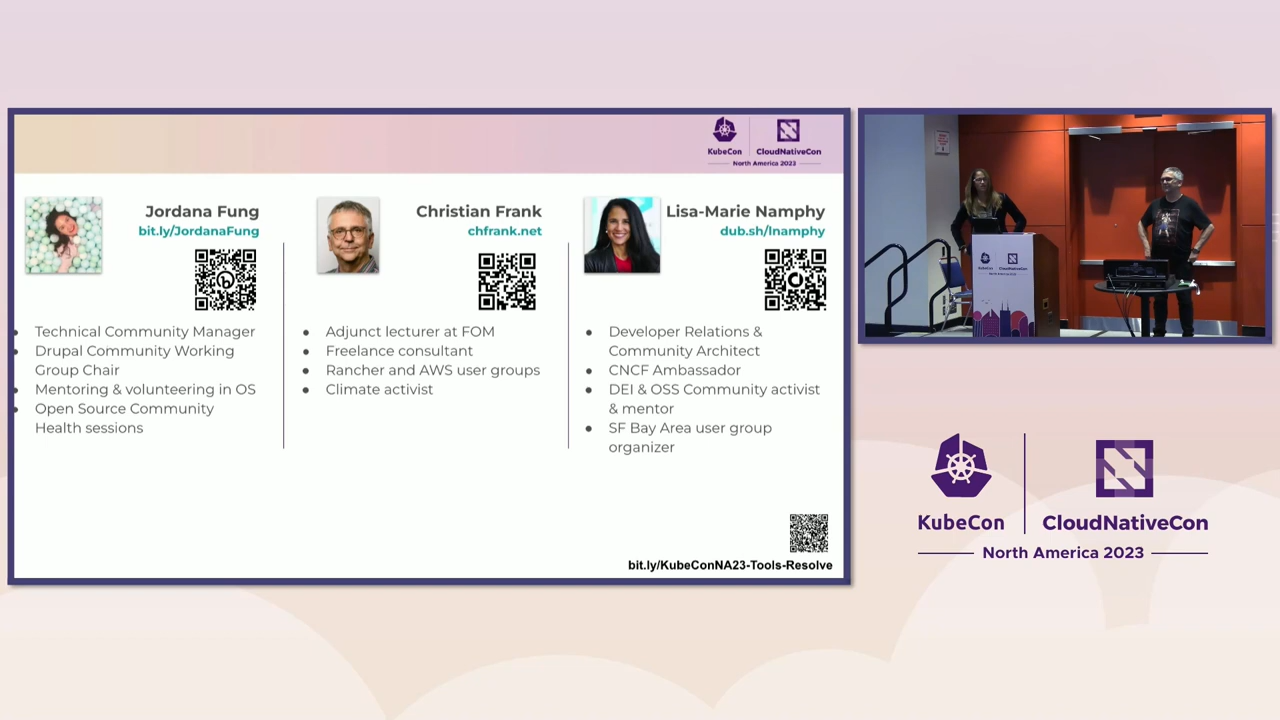 KubeCon
CloudNativeCon
North America 2023
Jordana Fung
bit.ly/JordanaFung
Technical Community Manager
Drupal Community Working
Group Chair
Mentoring & volunteering in OS
Open Source Community
Health sessions
Christian Frank
chfrank.net
Adjunct lecturer at FOM
Freelance consultant
Rancher and AWS user groups
Climate activist
Lisa-Marie Namphy
dub.sh/lnamphy
Developer Relations &
Community Architect
CNCF Ambassador
DEI & OSS Community activist
& mentor
SF Bay Area user group
organizer
bit.ly/KubeConNA23-Tools-Resolve
KubeCon
CloudNativeCon
KubeCon
CloudNativeCon
North America 2023